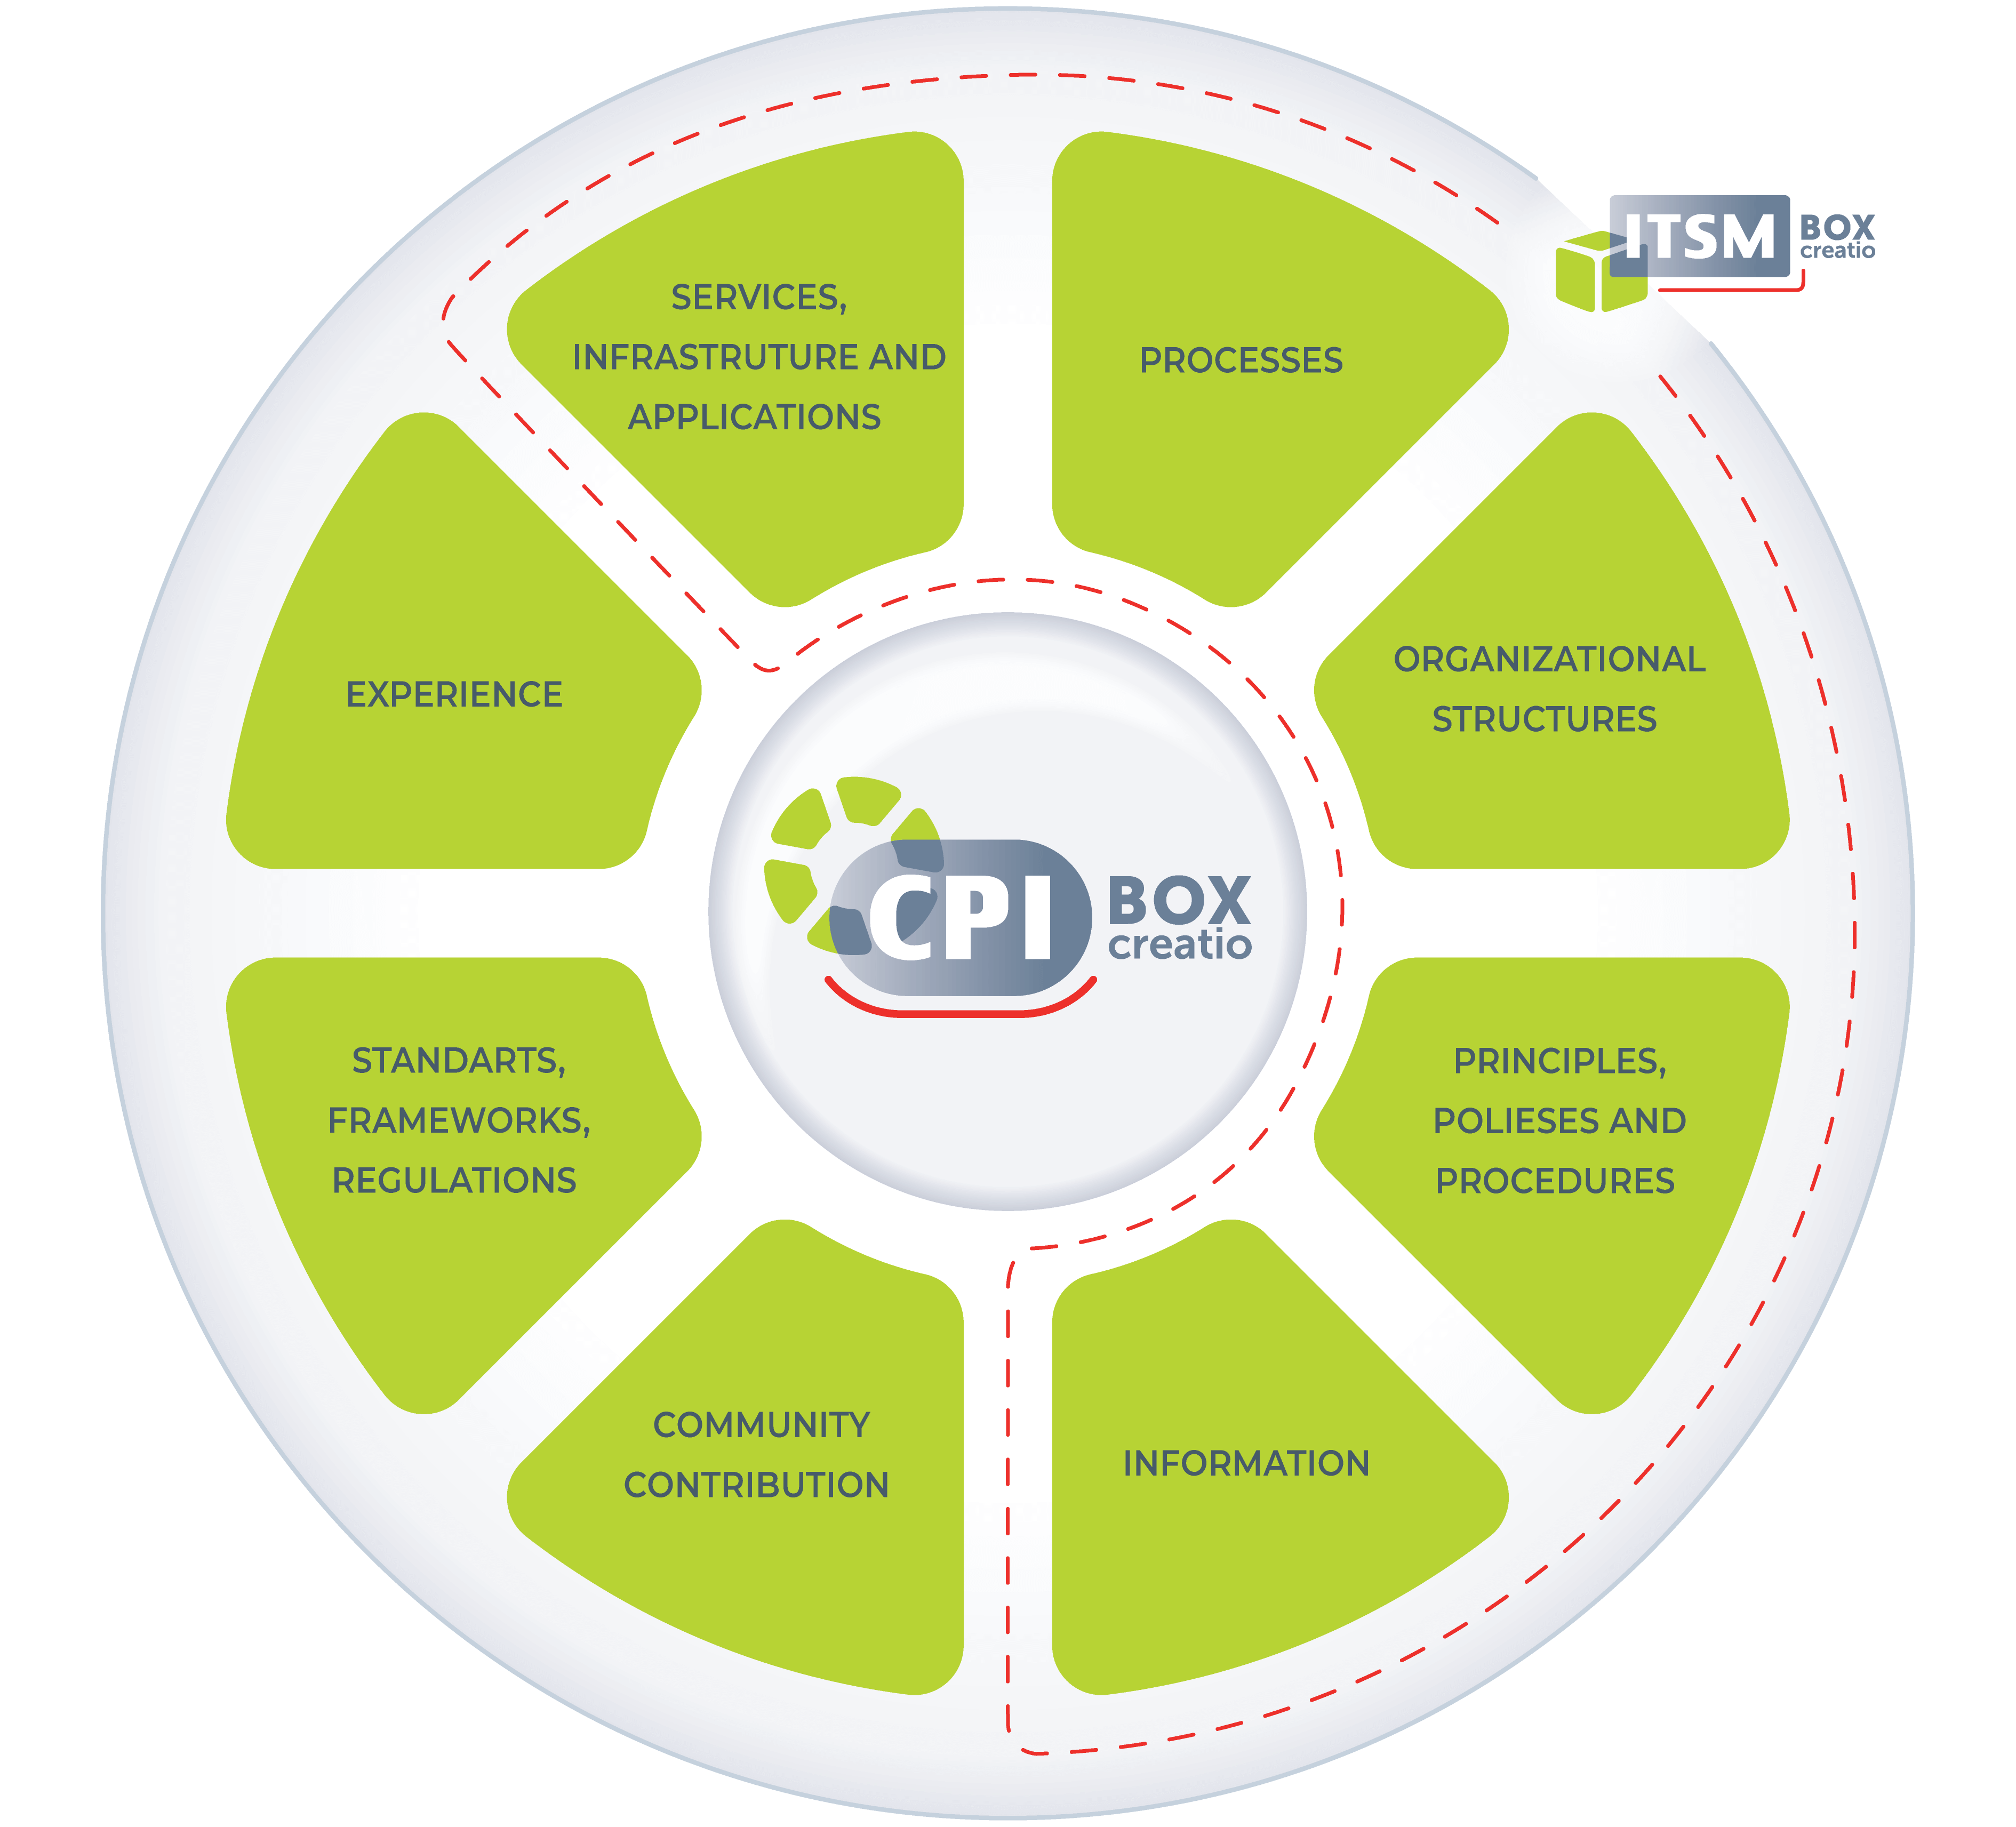 SERVICES,
INFRASTRUTURE AND
APPLICATIONS
PROCESSES
ITSM BOX
creatio
ORGANIZATIONAL
STRUCTURES
EXPERIENCE
CPI BOX
creatio
STANDARTS,
FRAMEWORKS,
REGULATIONS
PRINCIPLES,
POLIESES AND
PROCEDURES
COMMUNITY
CONTRIBUTION
INFORMATION